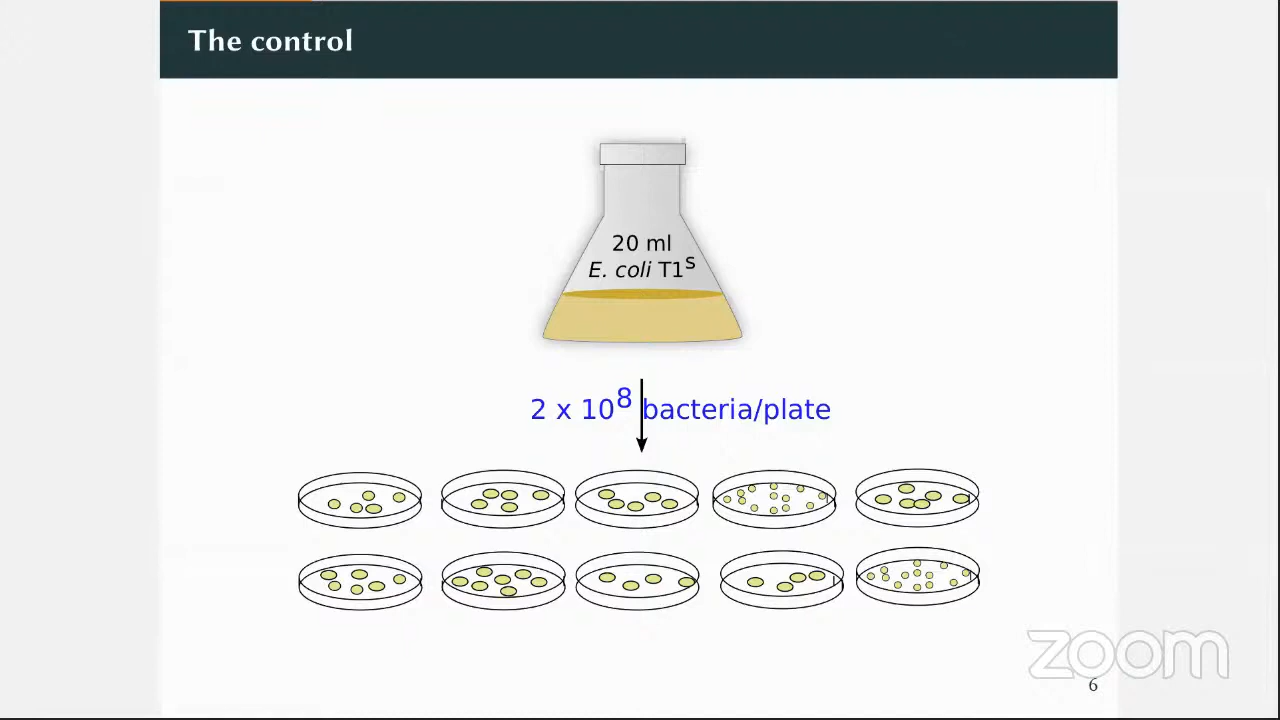 The control
20 ml
E. coli T1ˢ
2 x 10⁸ bacteria/plate
zoom
6